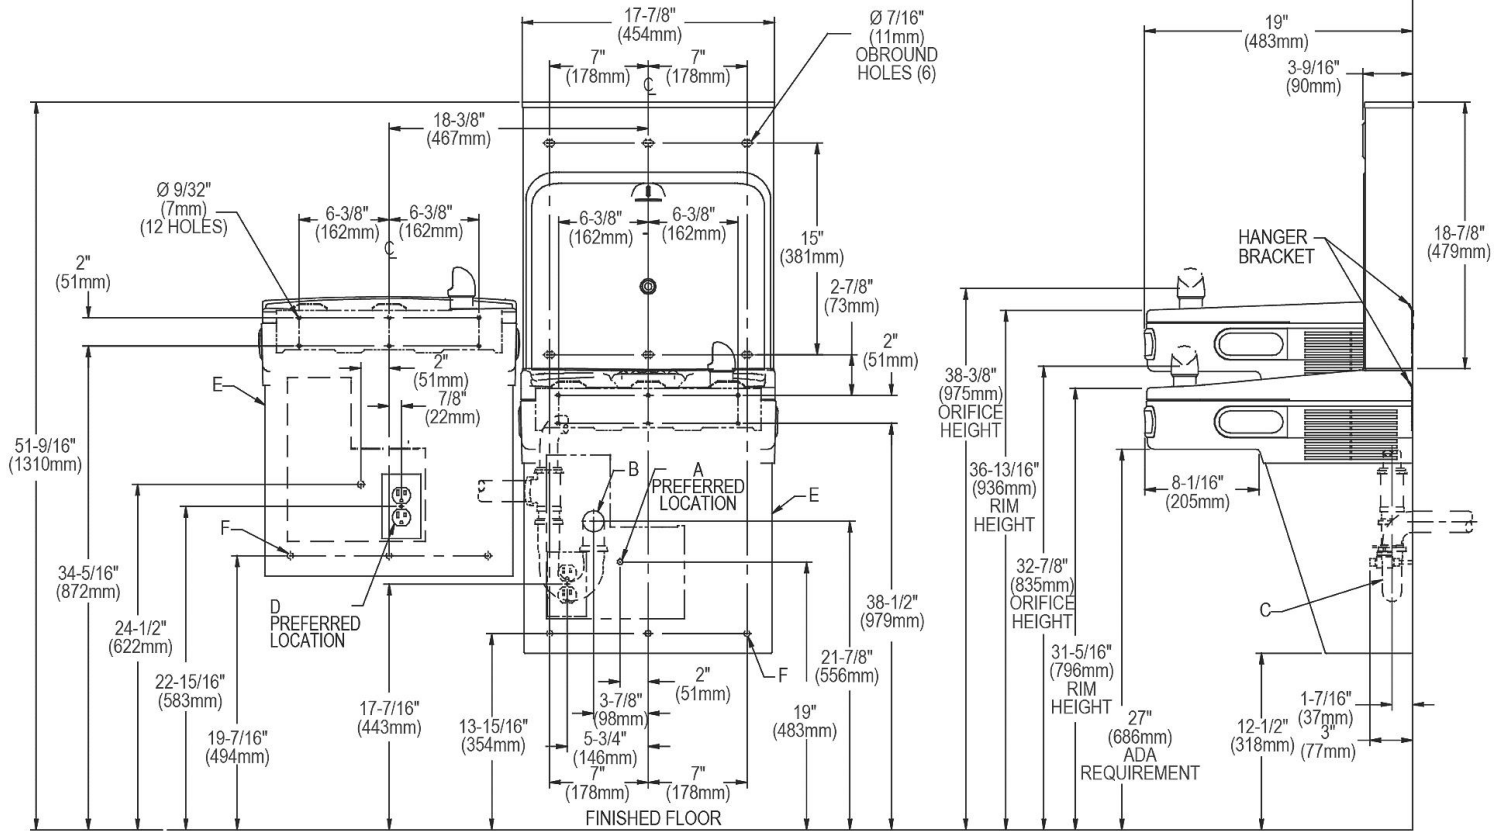 17-7/8"
(454mm)
Ø 7/16"
(11mm)
OBROUND
HOLES (6)
7"
(178mm)
7"
(178mm)
C
L
18-3/8"
(467mm)
Ø 9/32"
(7mm)
(12 HOLES)
6-3/8"
(162mm)
6-3/8"
(162mm)
C
L
6-3/8"
(162mm)
6-3/8"
(162mm)
15"
(381mm)
2"
(51mm)
2-7/8"
(73mm)
2"
(51mm)
2"
(51mm)
7/8"
(22mm)
E
51-9/16"
(1310mm)
F
B
A
PREFERRED
LOCATION
E
34-5/16"
(872mm)
D
PREFERRED
LOCATION
24-1/2"
(622mm)
22-15/16"
(583mm)
19-7/16"
(494mm)
17-7/16"
(443mm)
13-15/16"
(354mm)
38-1/2"
(979mm)
21-7/8"
(556mm)
F
2"
(51mm)
3-7/8"
(98mm)
19"
(483mm)
5-3/4"
(146mm)
7"
(178mm)
7"
(178mm)
FINISHED FLOOR
19"
(483mm)
3-9/16"
(90mm)
HANGER
BRACKET
18-7/8"
(479mm)
38-3/8"
(975mm)
ORIFICE
HEIGHT
36-13/16"
(936mm)
RIM
HEIGHT
8-1/16"
(205mm)
32-7/8"
(835mm)
ORIFICE
HEIGHT
C
31-5/16"
(796mm)
RIM
HEIGHT
27"
(686mm)
ADA
REQUIREMENT
12-1/2"
(318mm)
1-7/16"
(37mm)
3"
(77mm)